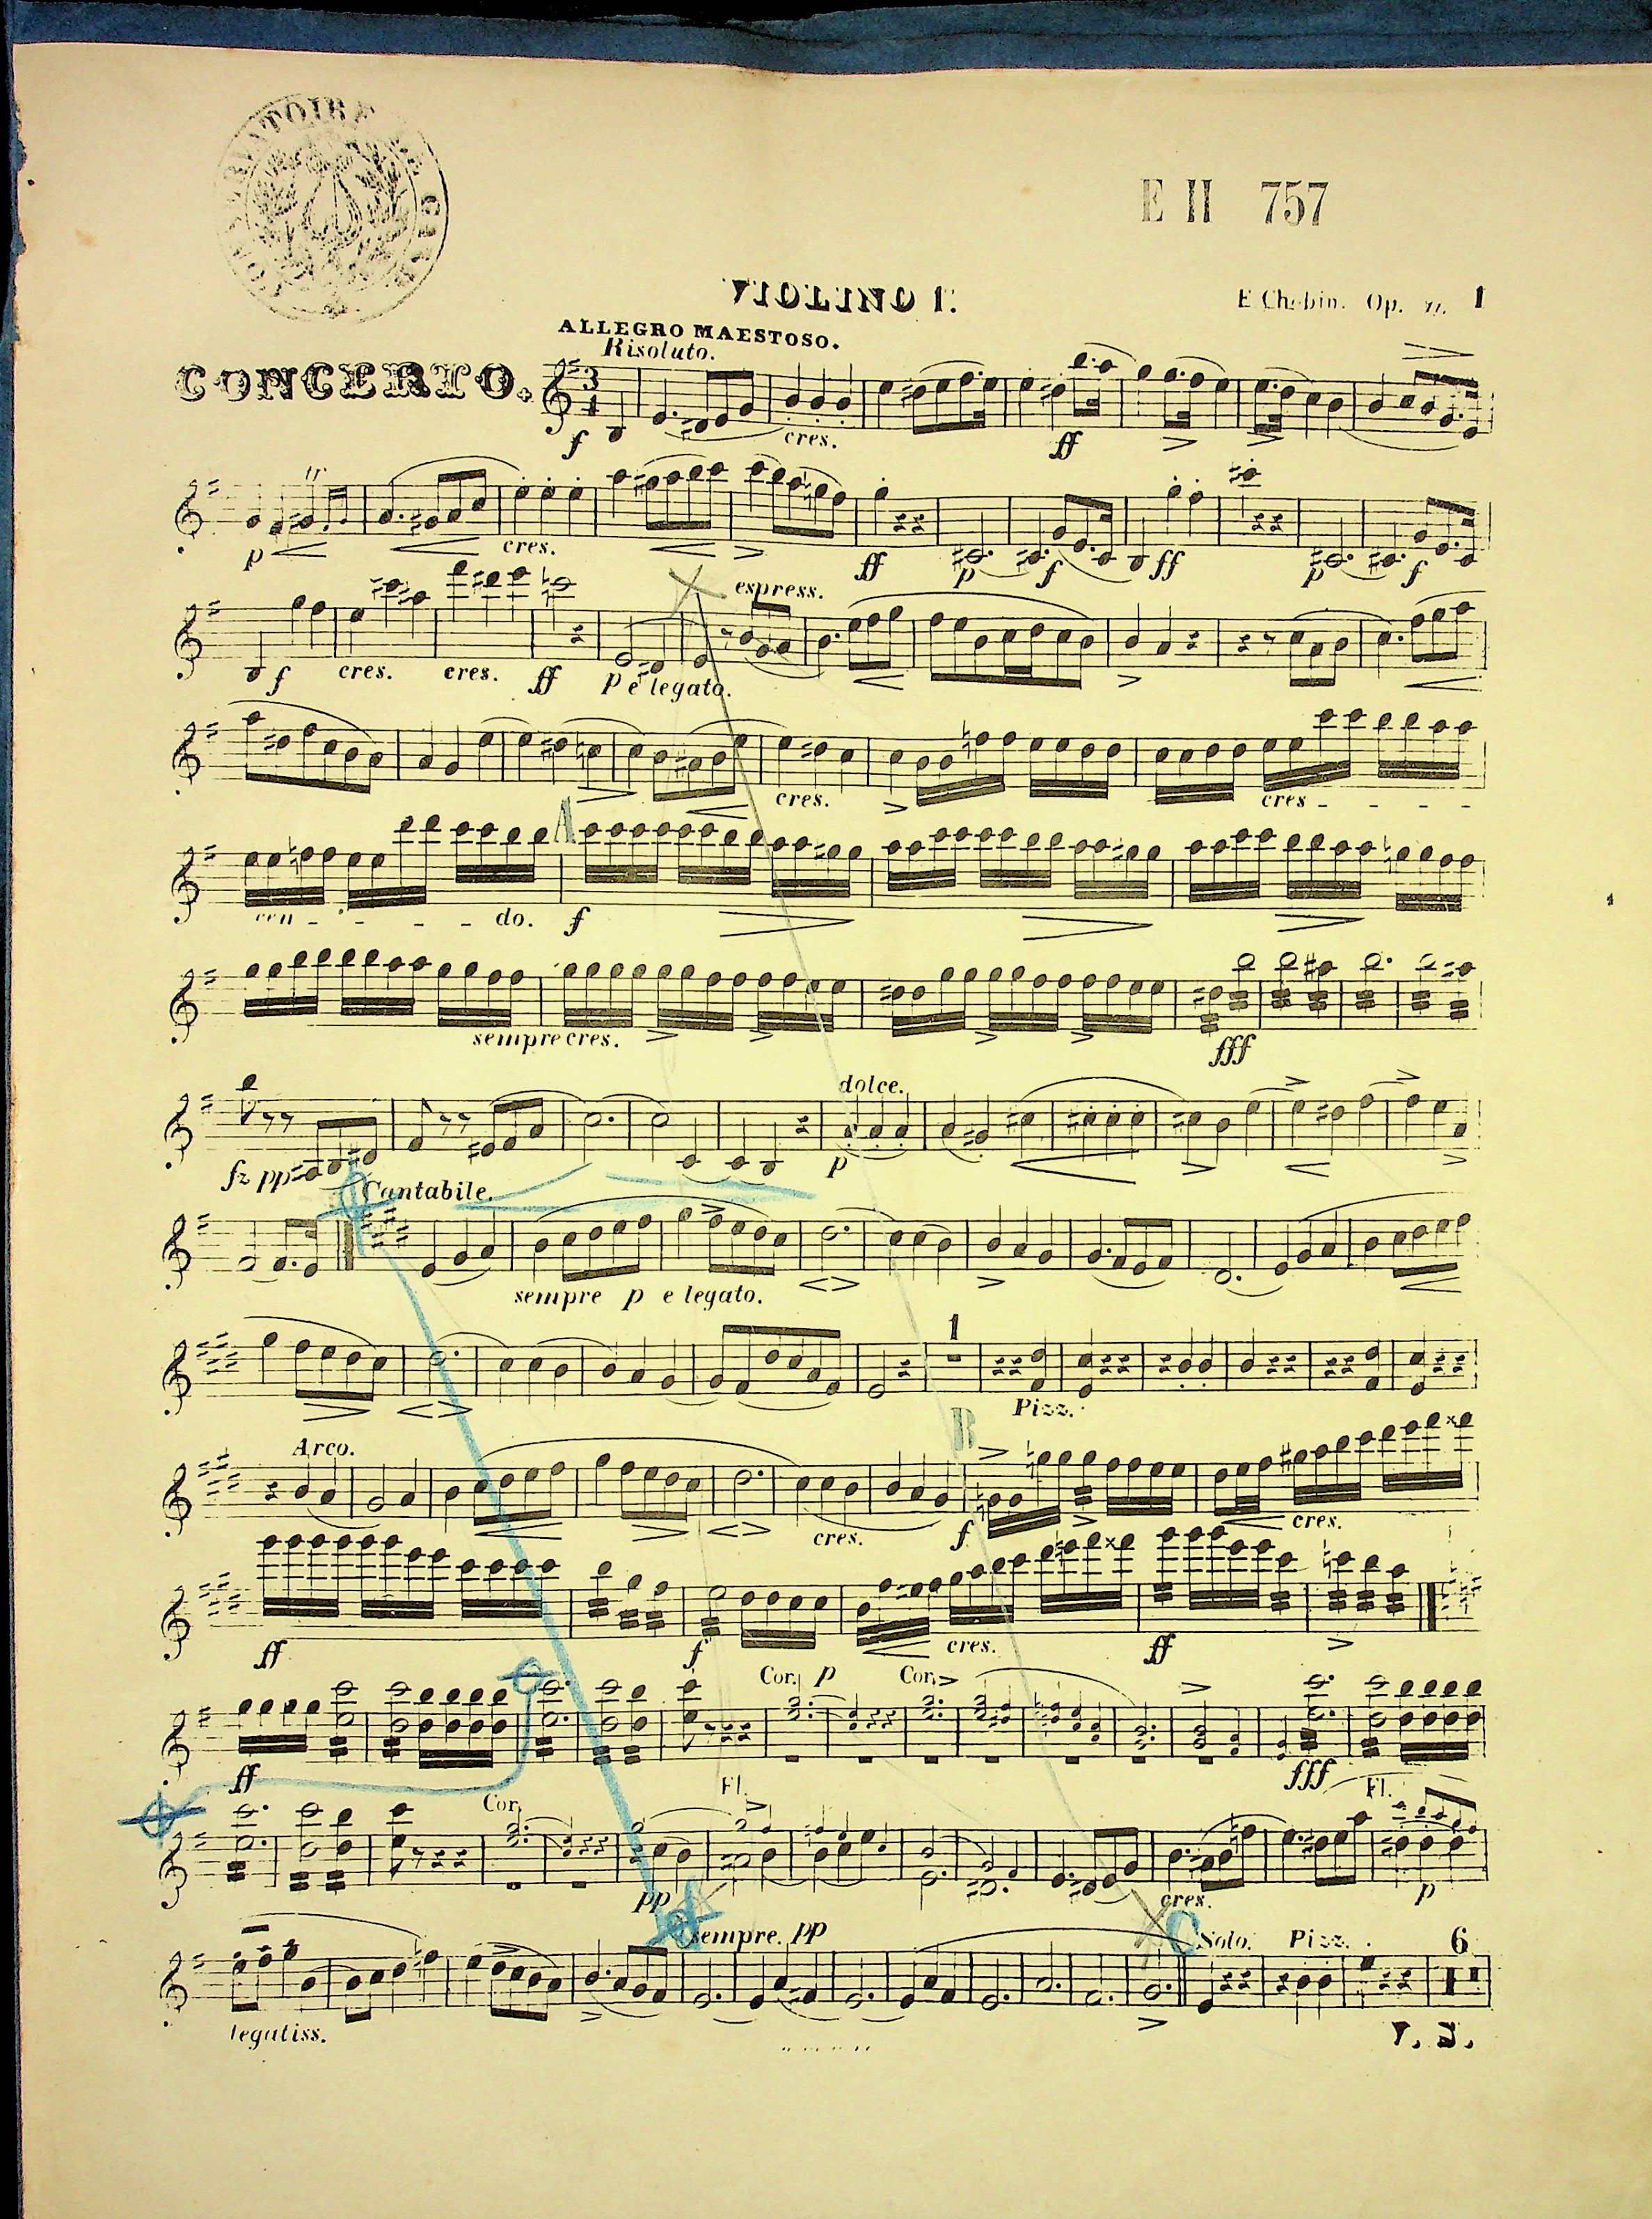 E II 757
VIOLINO 1.
Op. 11. 1
ALLEGRO MAESTOSO.
Risoluto.
CONCERTO.
f cres. ff
p cres. ff p f ff p f
espress.
f cres. cres. ff p e legato.
cres. cres
A
cen do. f
sempre cres. fff
dolce.
fz pp p
Cantabile.
sempre p e legato.
1
Pizz.
B
Arco.
cres. f cres.
ff f cres. ff
Cor. p Cor.
ff fff
Fl. Fl.
Cor.
pp cres. p
C
sempre. pp Solo. Pizz. 6
legatiss.
V. S.